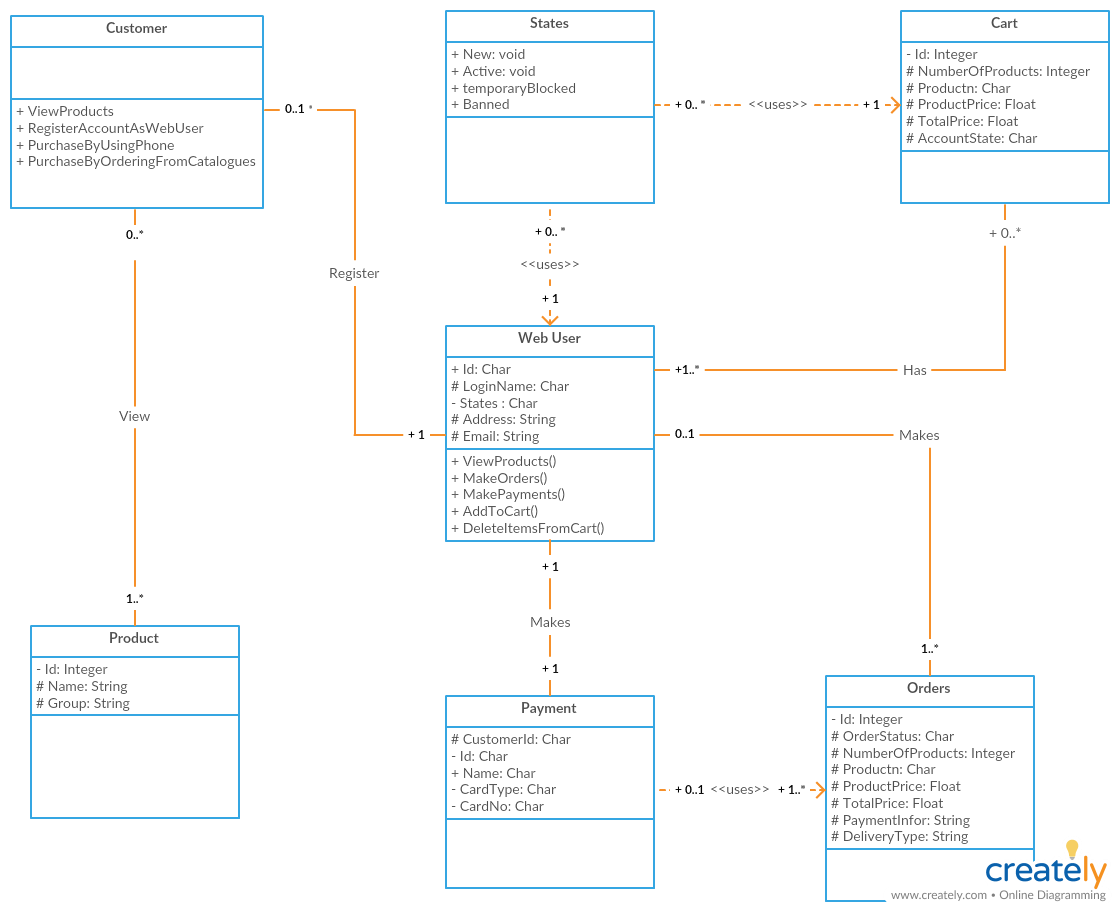 Customer
+ ViewProducts
+ RegisterAccountAsWebUser
+ PurchaseByUsingPhone
+ PurchaseByOrderingFromCatalogues
States
+ New: void
+ Active: void
+ temporaryBlocked
+ Banned
Cart
- Id: Integer
# NumberOfProducts: Integer
# Productn: Char
# ProductPrice: Float
# TotalPrice: Float
# AccountState: Char
0..1 *
+ 0.. *
<<uses>>
+ 1
0..*
+ 0.. *
<<uses>>
+ 1
+ 0..*
Register
Web User
+ Id: Char
# LoginName: Char
- States : Char
# Address: String
# Email: String
+ ViewProducts()
+ MakeOrders()
+ MakePayments()
+ AddToCart()
+ DeleteItemsFromCart()
+1..*
Has
View
+ 1
0..1
Makes
+ 1
Makes
+ 1
1..*
1..*
Product
- Id: Integer
# Name: String
# Group: String
Payment
# CustomerId: Char
- Id: Char
+ Name: Char
- CardType: Char
- CardNo: Char
+ 0..1
<<uses>>
+ 1..*
Orders
- Id: Integer
# OrderStatus: Char
# NumberOfProducts: Integer
# Productn: Char
# ProductPrice: Float
# TotalPrice: Float
# PaymentInfor: String
# DeliveryType: String
creately
www.creately.com • Online Diagramming